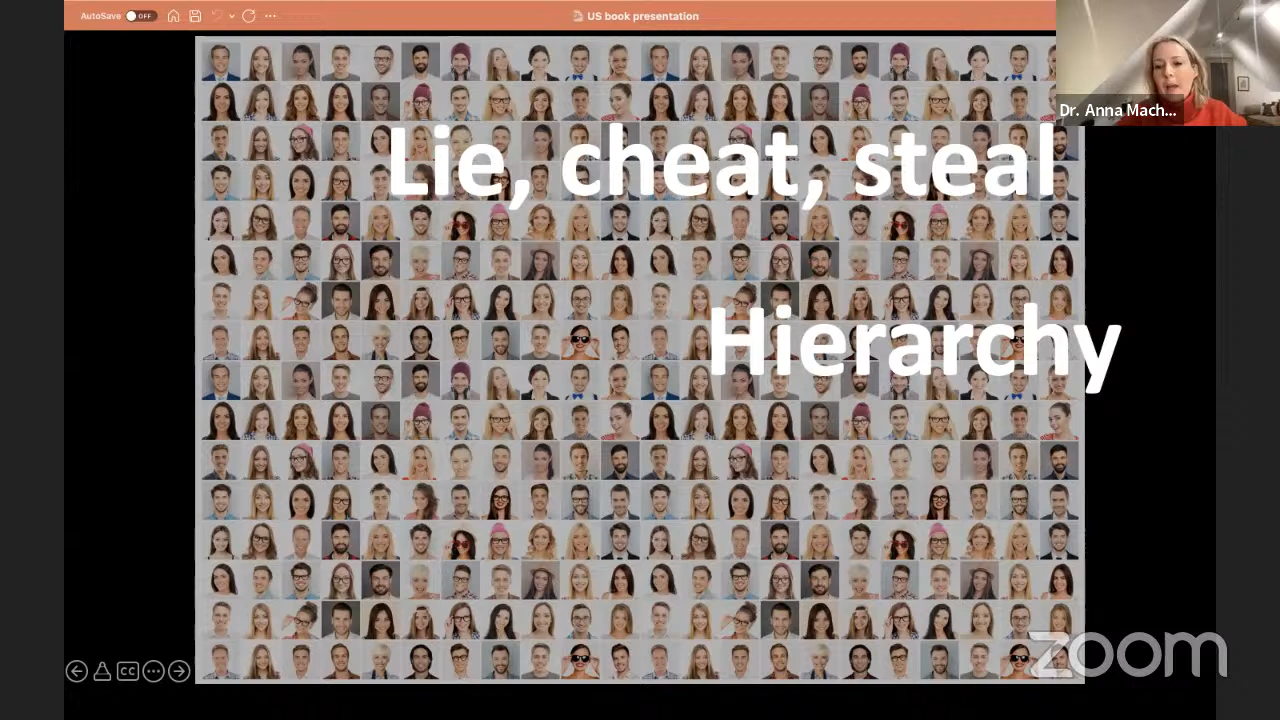 AutoSave OFF
US book presentation
Dr. Anna Mach...
Lie, cheat, steal
Hierarchy
CC
zoom